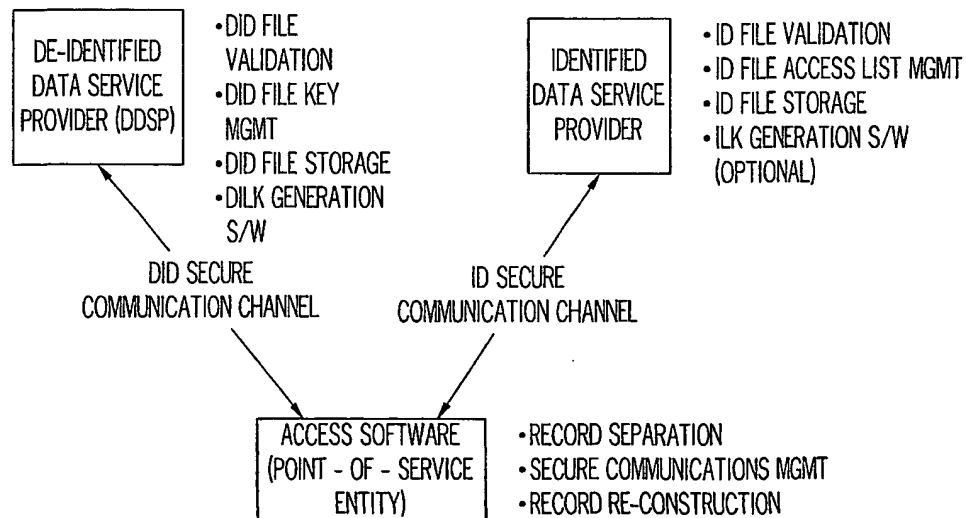 DE-IDENTIFIED
DATA SERVICE
PROVIDER (DDSP)
•DID FILE
VALIDATION
•DID FILE KEY
MGMT
•DID FILE STORAGE
•DILK GENERATION
S/W
IDENTIFIED
DATA SERVICE
PROVIDER
•ID FILE VALIDATION
•ID FILE ACCESS LIST MGMT
•ID FILE STORAGE
•ILK GENERATION S/W
(OPTIONAL)
DID SECURE
COMMUNICATION CHANNEL
ID SECURE
COMMUNICATION CHANNEL
ACCESS SOFTWARE
(POINT - OF - SERVICE
ENTITY)
•RECORD SEPARATION
•SECURE COMMUNICATIONS MGMT
•RECORD RE-CONSTRUCTION